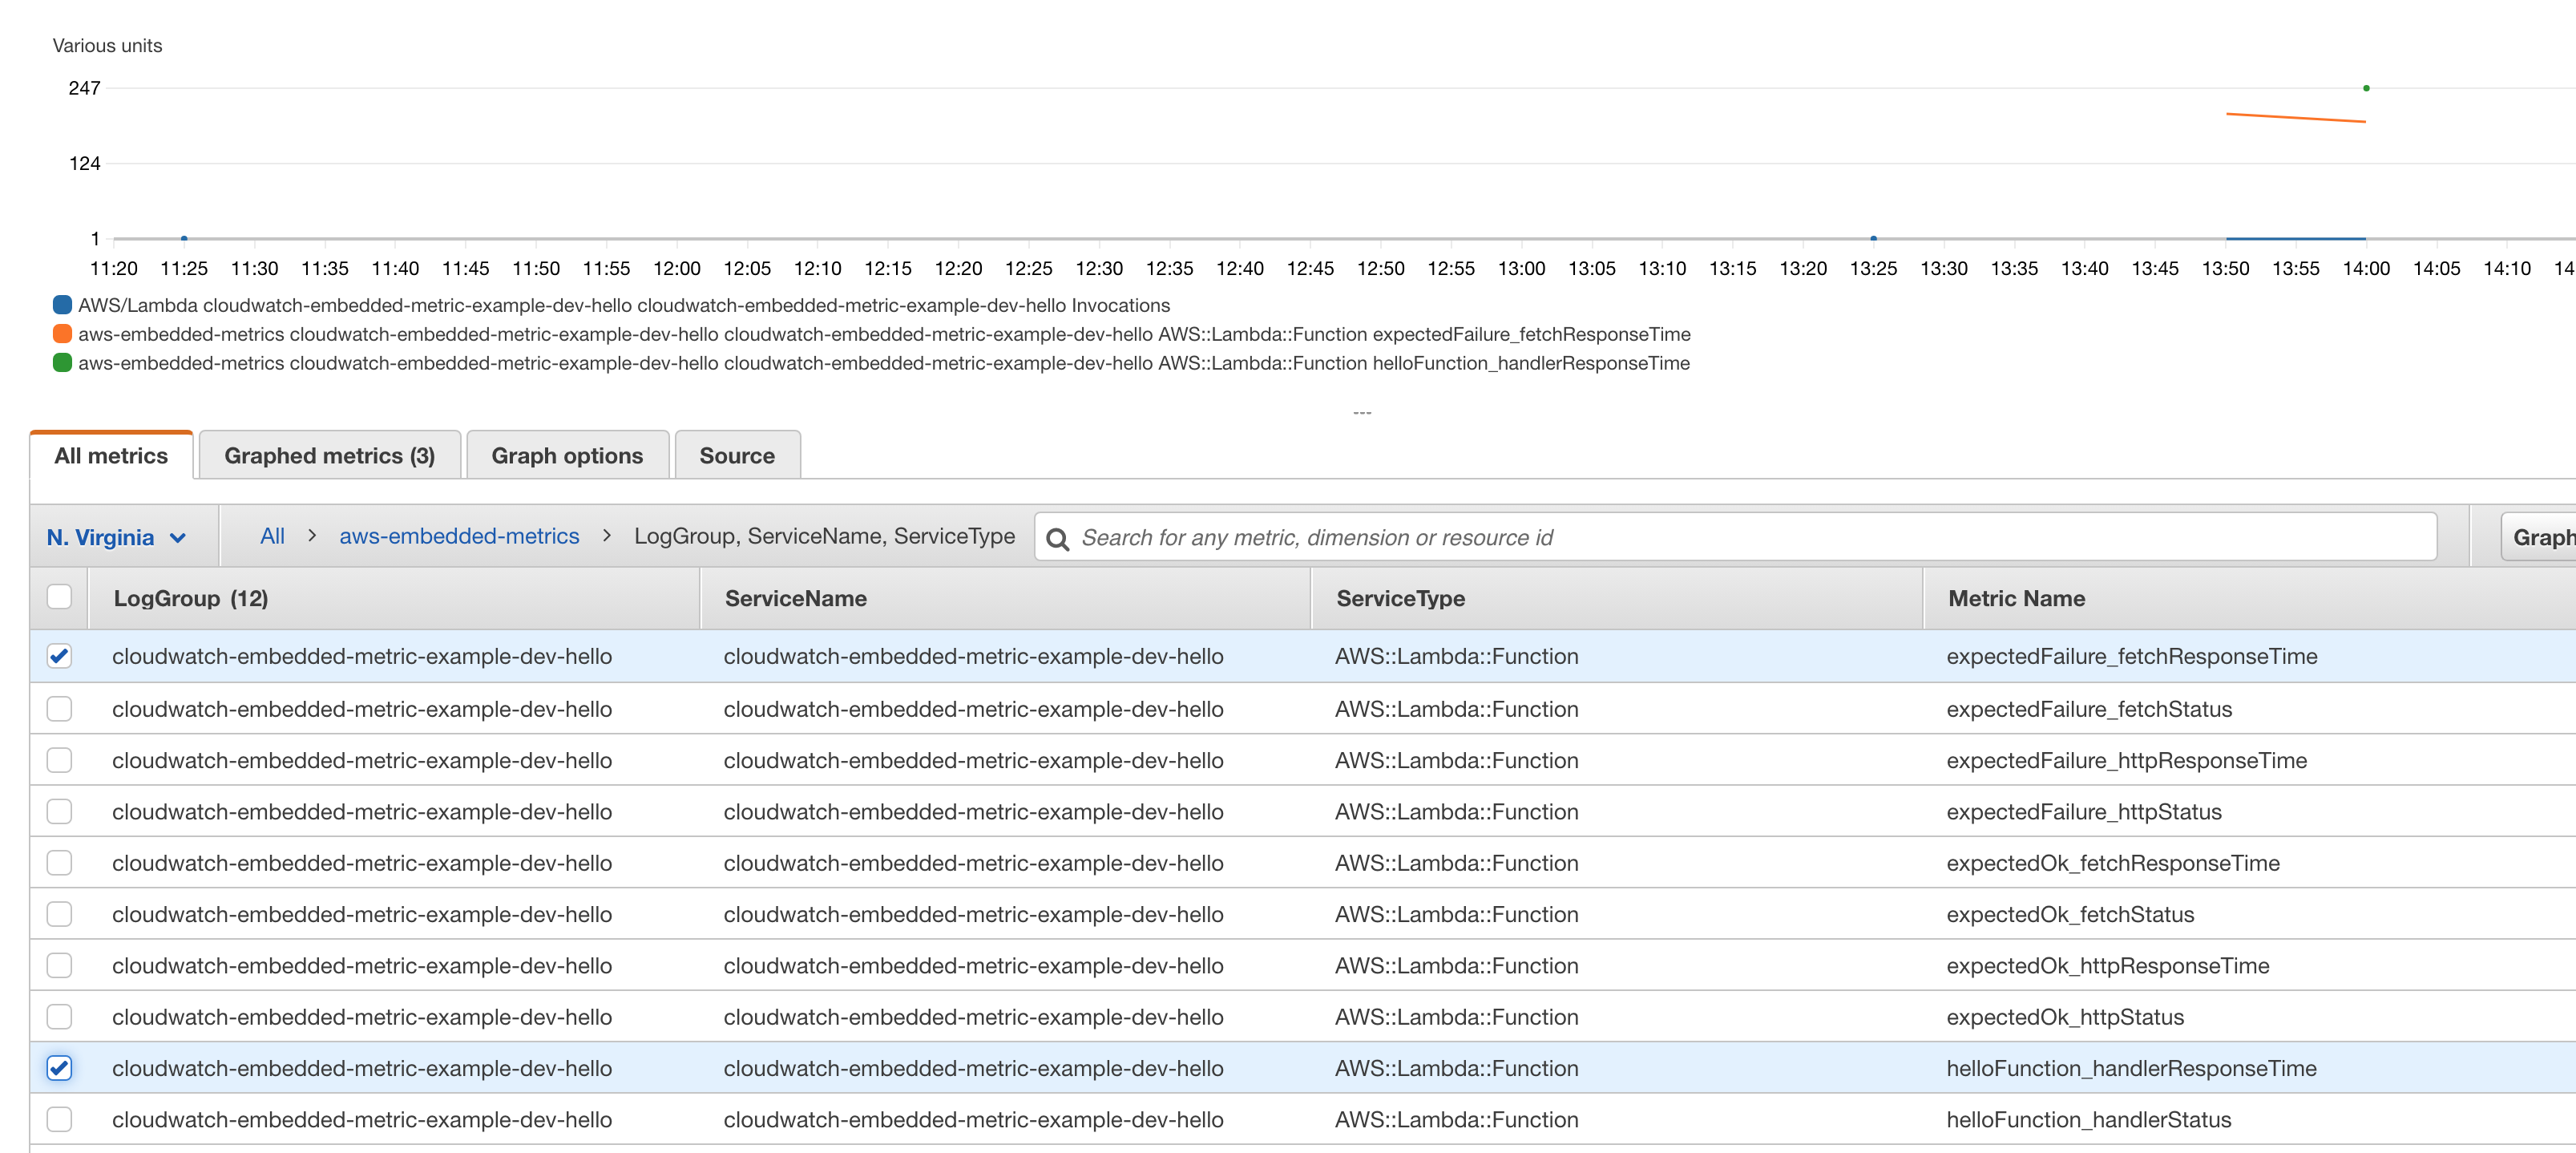 Various units
247
124
1
11:20 11:25 11:30 11:35 11:40 11:45 11:50 11:55 12:00 12:05 12:10 12:15 12:20 12:25 12:30 12:35 12:40 12:45 12:50 12:55 13:00 13:05 13:10 13:15 13:20 13:25 13:30 13:35 13:40 13:45 13:50 13:55 14:00 14:05 14:10 14
AWS/Lambda cloudwatch-embedded-metric-example-dev-hello cloudwatch-embedded-metric-example-dev-hello Invocations
aws-embedded-metrics cloudwatch-embedded-metric-example-dev-hello cloudwatch-embedded-metric-example-dev-hello AWS::Lambda::Function expectedFailure_fetchResponseTime
aws-embedded-metrics cloudwatch-embedded-metric-example-dev-hello cloudwatch-embedded-metric-example-dev-hello AWS::Lambda::Function helloFunction_handlerResponseTime
---
All metrics Graphed metrics (3) Graph options Source
N. Virginia All > aws-embedded-metrics > LogGroup, ServiceName, ServiceType Search for any metric, dimension or resource id Graph
LogGroup (12) ServiceName ServiceType Metric Name
cloudwatch-embedded-metric-example-dev-hello cloudwatch-embedded-metric-example-dev-hello AWS::Lambda::Function expectedFailure_fetchResponseTime
cloudwatch-embedded-metric-example-dev-hello cloudwatch-embedded-metric-example-dev-hello AWS::Lambda::Function expectedFailure_fetchStatus
cloudwatch-embedded-metric-example-dev-hello cloudwatch-embedded-metric-example-dev-hello AWS::Lambda::Function expectedFailure_httpResponseTime
cloudwatch-embedded-metric-example-dev-hello cloudwatch-embedded-metric-example-dev-hello AWS::Lambda::Function expectedFailure_httpStatus
cloudwatch-embedded-metric-example-dev-hello cloudwatch-embedded-metric-example-dev-hello AWS::Lambda::Function expectedOk_fetchResponseTime
cloudwatch-embedded-metric-example-dev-hello cloudwatch-embedded-metric-example-dev-hello AWS::Lambda::Function expectedOk_fetchStatus
cloudwatch-embedded-metric-example-dev-hello cloudwatch-embedded-metric-example-dev-hello AWS::Lambda::Function expectedOk_httpResponseTime
cloudwatch-embedded-metric-example-dev-hello cloudwatch-embedded-metric-example-dev-hello AWS::Lambda::Function expectedOk_httpStatus
cloudwatch-embedded-metric-example-dev-hello cloudwatch-embedded-metric-example-dev-hello AWS::Lambda::Function helloFunction_handlerResponseTime
cloudwatch-embedded-metric-example-dev-hello cloudwatch-embedded-metric-example-dev-hello AWS::Lambda::Function helloFunction_handlerStatus